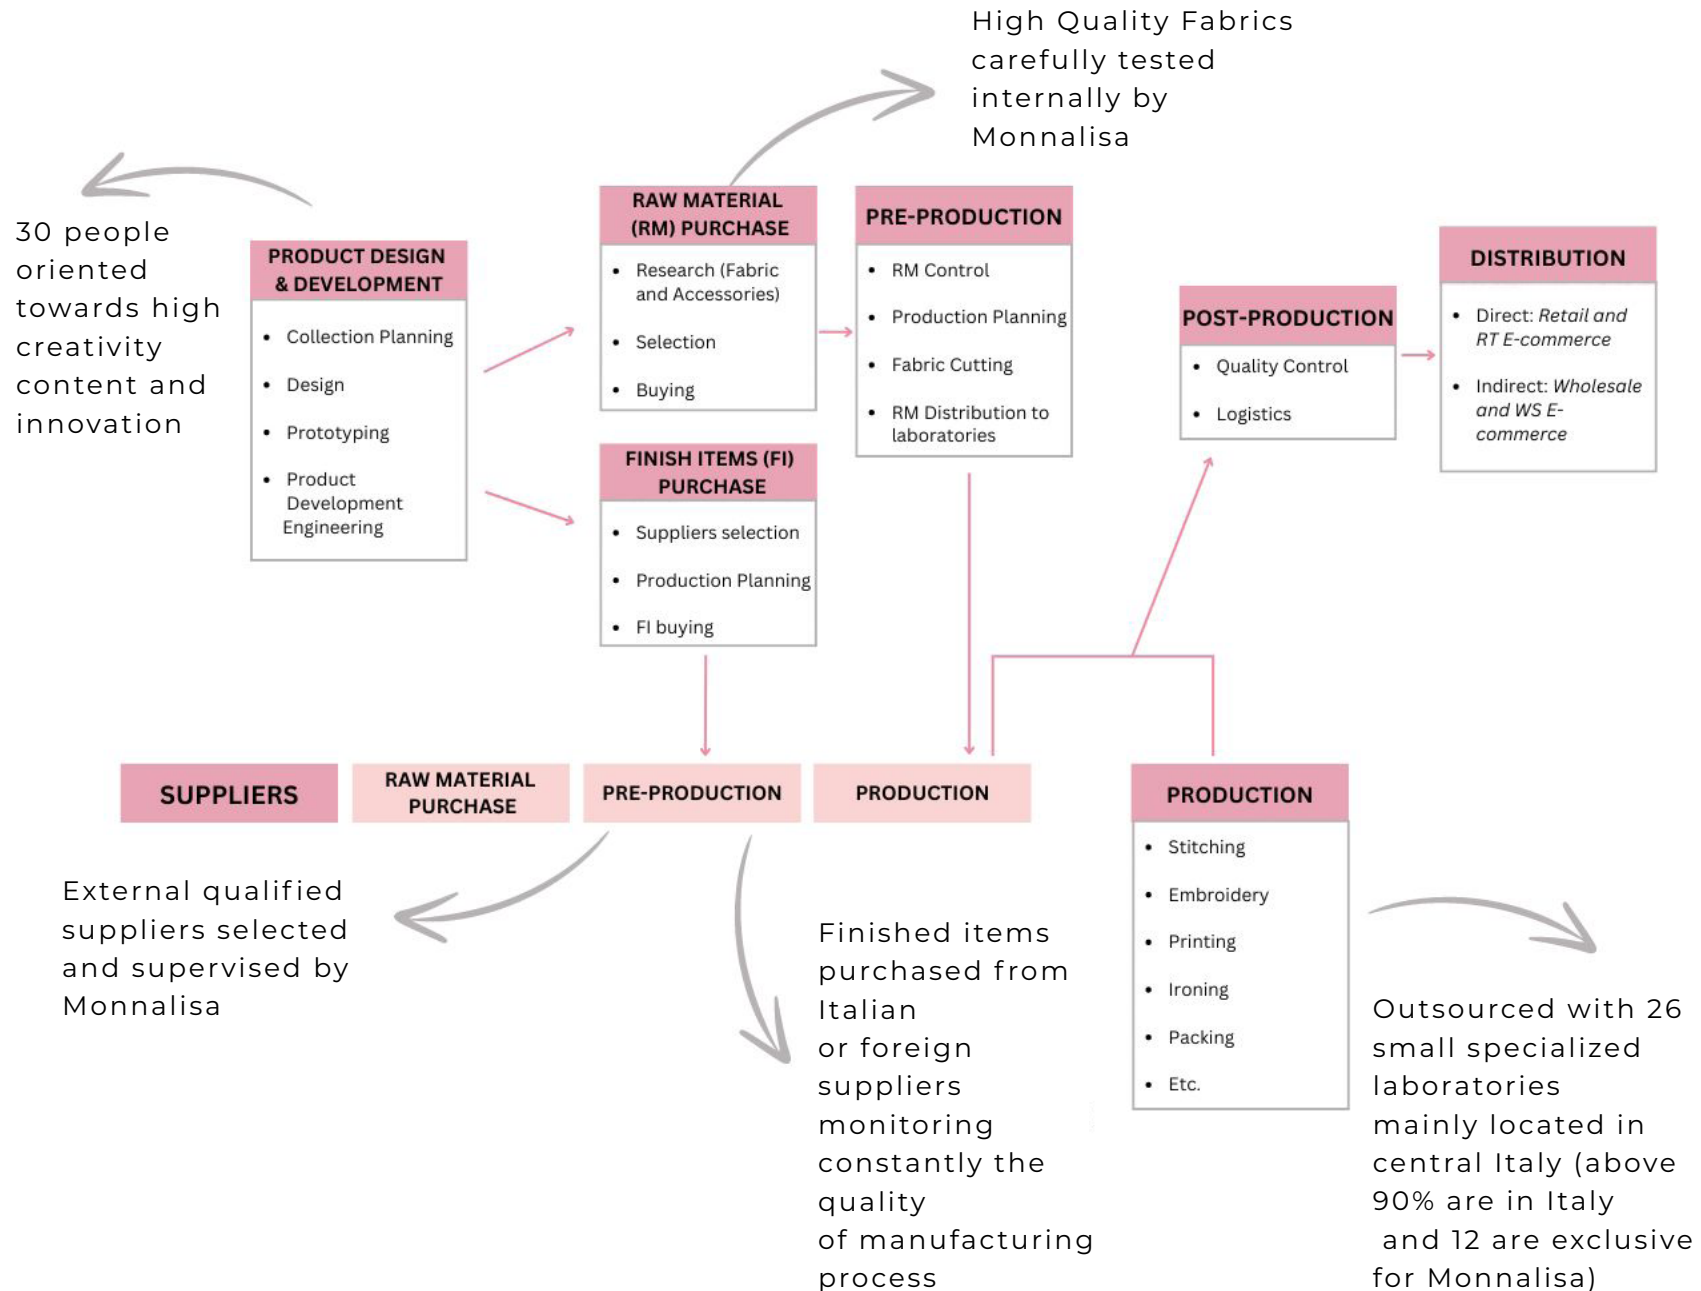 High Quality Fabrics
carefully tested
internally by
Monnalisa
30 people
oriented
towards high
creativity
content and
innovation
PRODUCT DESIGN
& DEVELOPMENT
• Collection Planning
• Design
• Prototyping
• Product
Development
Engineering
RAW MATERIAL
(RM) PURCHASE
• Research (Fabric
and Accessories)
• Selection
• Buying
FINISH ITEMS (FI)
PURCHASE
• Suppliers selection
• Production Planning
• FI buying
PRE-PRODUCTION
• RM Control
• Production Planning
• Fabric Cutting
• RM Distribution to
laboratories
POST-PRODUCTION
• Quality Control
• Logistics
DISTRIBUTION
• Direct: Retail and
RT E-commerce
• Indirect: Wholesale
and WS E-
commerce
SUPPLIERS
RAW MATERIAL
PURCHASE
PRE-PRODUCTION
PRODUCTION
PRODUCTION
• Stitching
• Embroidery
• Printing
• Ironing
• Packing
• Etc.
External qualified
suppliers selected
and supervised by
Monnalisa
Finished items
purchased from
Italian
or foreign
suppliers
monitoring
constantly the
quality
of manufacturing
process
Outsourced with 26
small specialized
laboratories
mainly located in
central Italy (above
90% are in Italy
and 12 are exclusive
for Monnalisa)